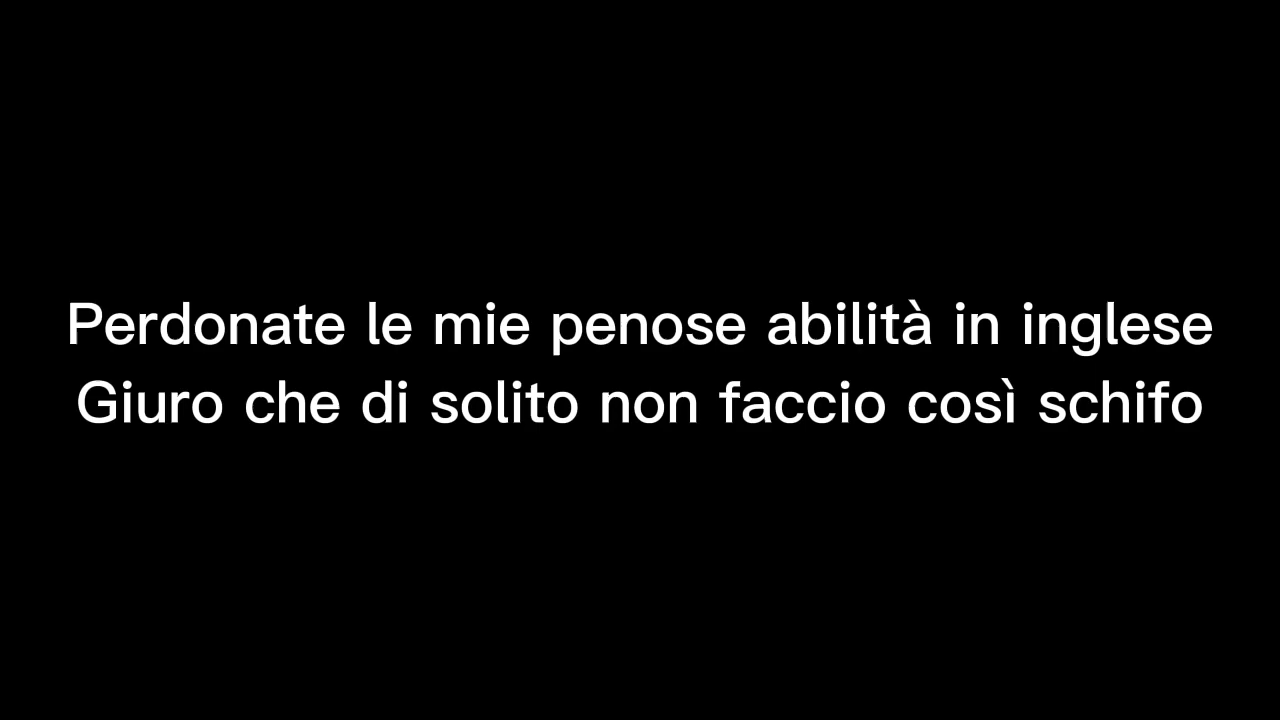 Perdonate le mie penose abilità in inglese
Giuro che di solito non faccio così schifo